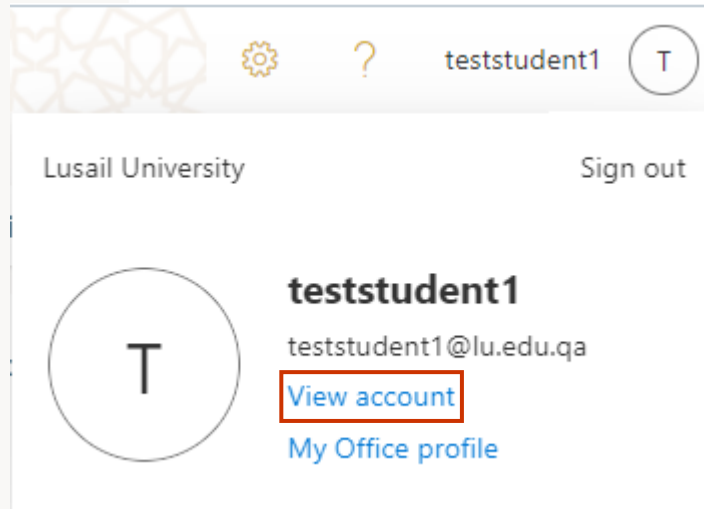 ? teststudent1 T
Lusail University Sign out
T
teststudent1
teststudent1@lu.edu.qa
View account
My Office profile